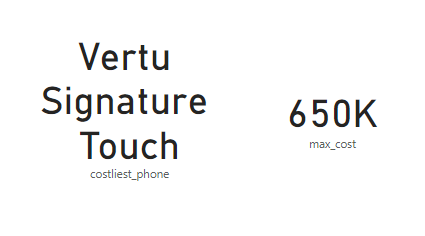 Vertu
Signature
Touch
costliest_phone
650K
max_cost